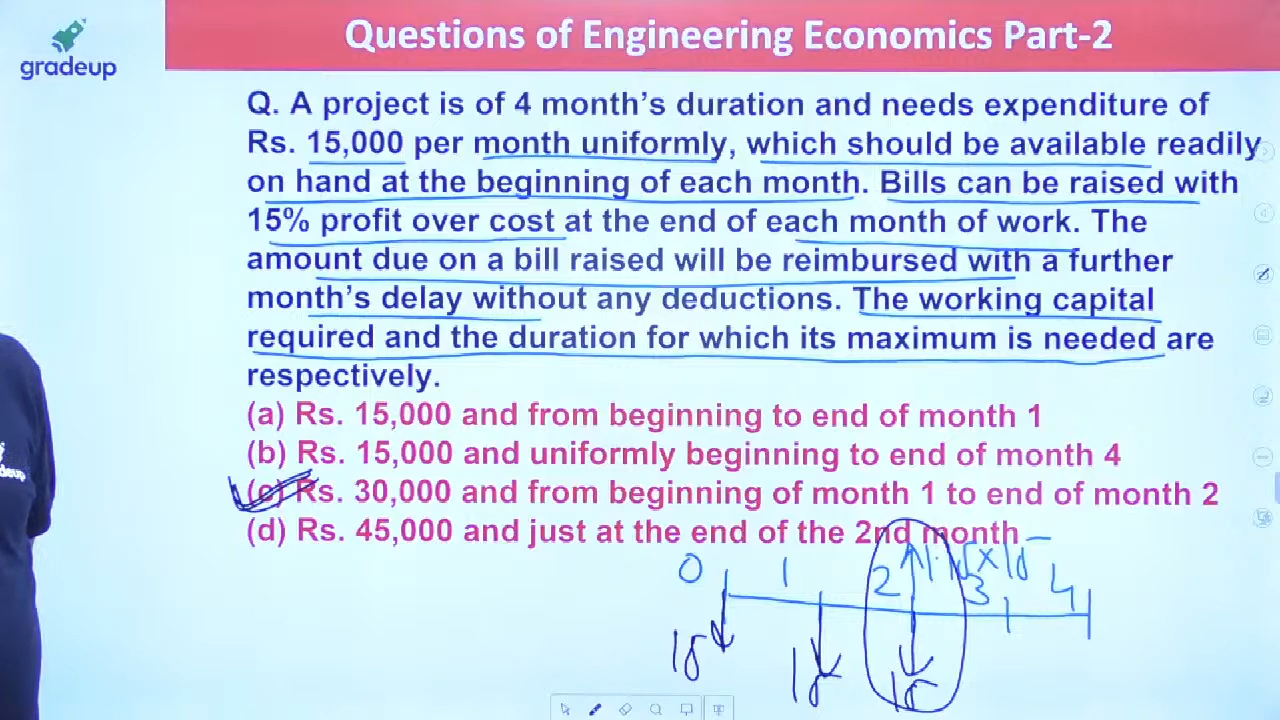 Questions of Engineering Economics Part-2
gradeup
Q. A project is of 4 month's duration and needs expenditure of
Rs. 15,000 per month uniformly, which should be available readily
on hand at the beginning of each month. Bills can be raised with
15% profit over cost at the end of each month of work. The
amount due on a bill raised will be reimbursed with a further
month's delay without any deductions. The working capital
required and the duration for which its maximum is needed are
respectively.
(a) Rs. 15,000 and from beginning to end of month 1
(b) Rs. 15,000 and uniformly beginning to end of month 4
(c) Rs. 30,000 and from beginning of month 1 to end of month 2
(d) Rs. 45,000 and just at the end of the 2nd month
0 1 2 1.15×15 3 4
15 15 15